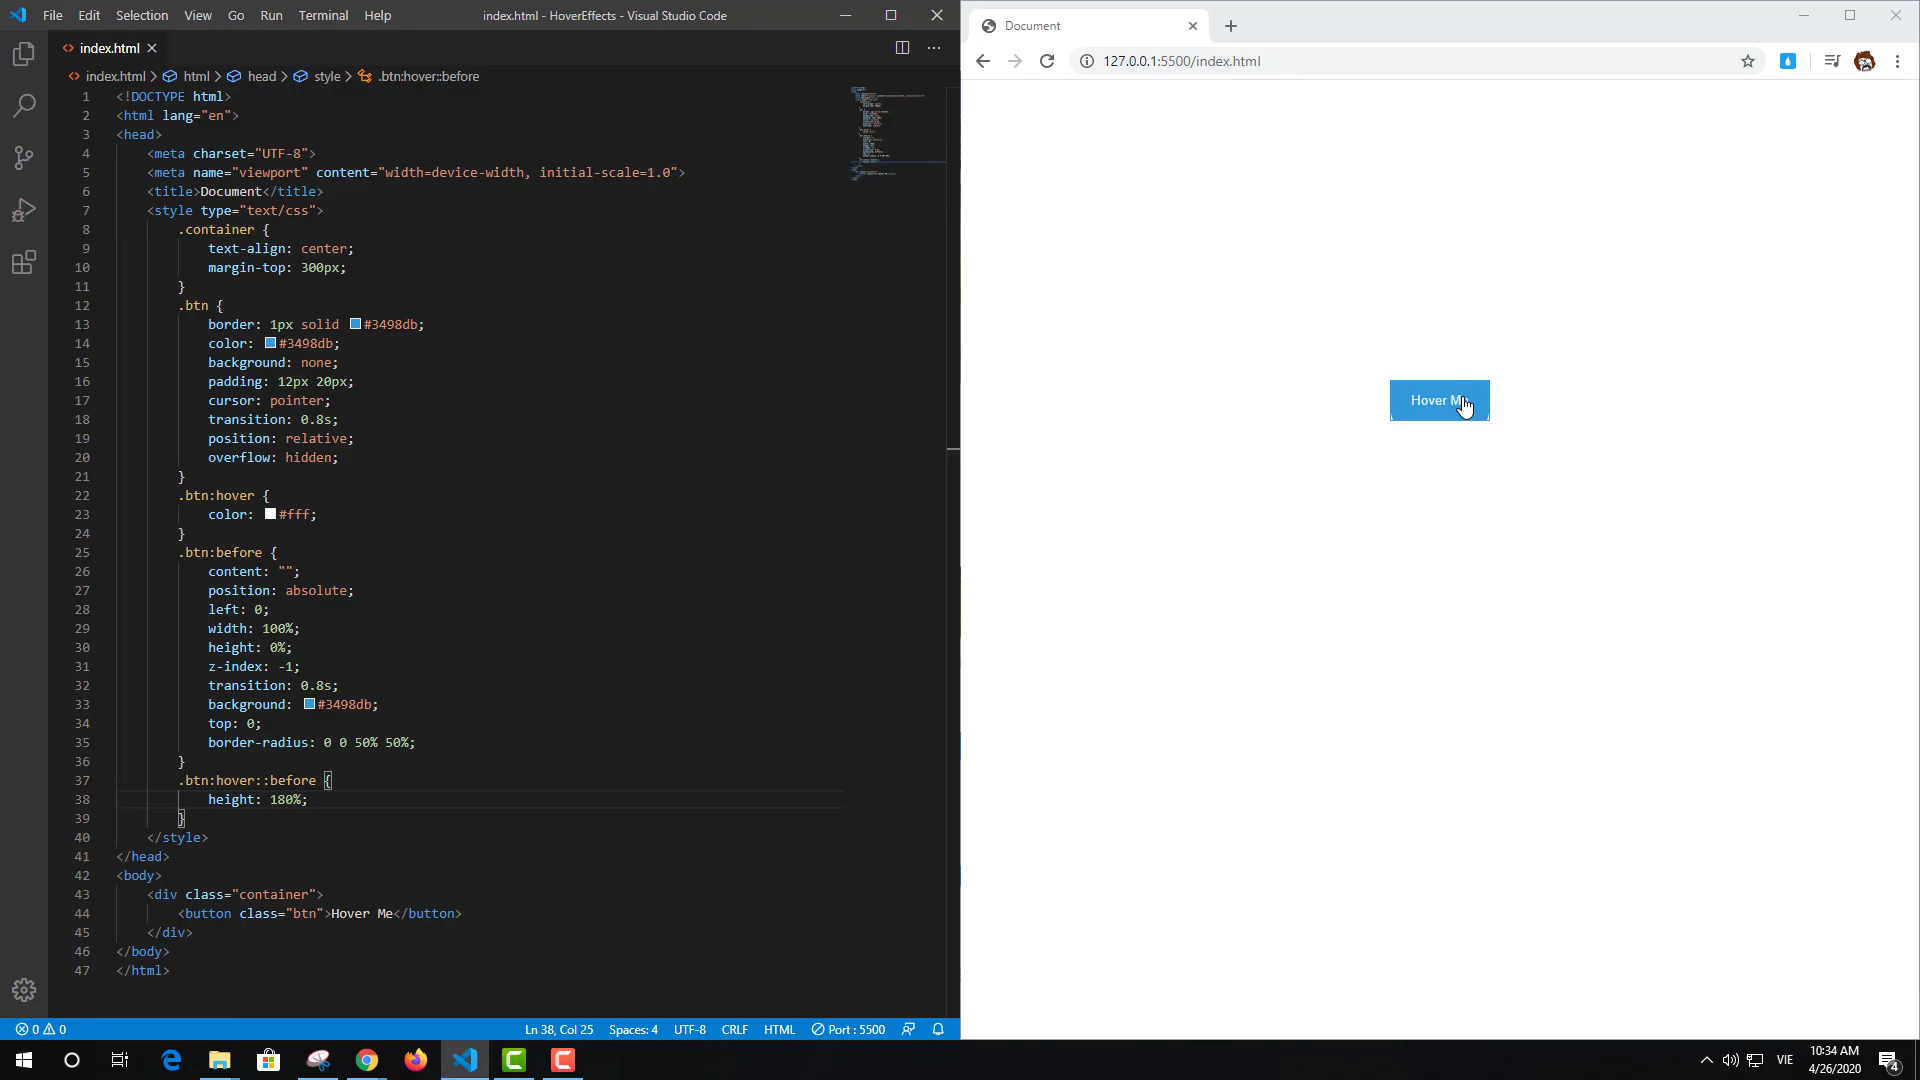 File Edit Selection View Go Run Terminal Help index.html - HoverEffects - Visual Studio Code
index.html
index.html > html > head > style > .btn:hover::before
1 <!DOCTYPE html>
2 <html lang="en">
3 <head>
4 <meta charset="UTF-8">
5 <meta name="viewport" content="width=device-width, initial-scale=1.0">
6 <title>Document</title>
7 <style type="text/css">
8 .container {
9 text-align: center;
10 margin-top: 300px;
11 }
12 .btn {
13 border: 1px solid #3498db;
14 color: #3498db;
15 background: none;
16 padding: 12px 20px;
17 cursor: pointer;
18 transition: 0.8s;
19 position: relative;
20 overflow: hidden;
21 }
22 .btn:hover {
23 color: #fff;
24 }
25 .btn:before {
26 content: "";
27 position: absolute;
28 left: 0;
29 width: 100%;
30 height: 0%;
31 z-index: -1;
32 transition: 0.8s;
33 background: #3498db;
34 top: 0;
35 border-radius: 0 0 50% 50%;
36 }
37 .btn:hover::before {
38 height: 180%;
39 }
40 </style>
41 </head>
42 <body>
43 <div class="container">
44 <button class="btn">Hover Me</button>
45 </div>
46 </body>
47 </html>
0 0 Ln 38, Col 25 Spaces: 4 UTF-8 CRLF HTML Port : 5500
Document
127.0.0.1:5500/index.html
Hover M
VIE
10:34 AM
4/26/2020
4